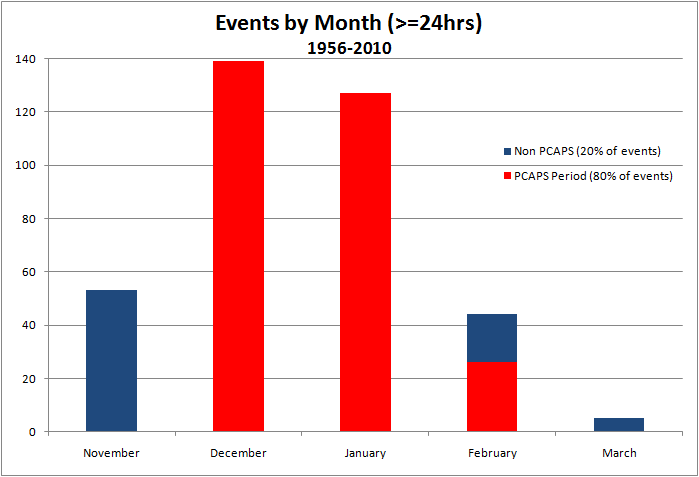 Events by Month (>=24hrs)
1956-2010
140
120
100
80
60
40
20
0
Non PCAPS (20% of events)
PCAPS Period (80% of events)
November December January February March